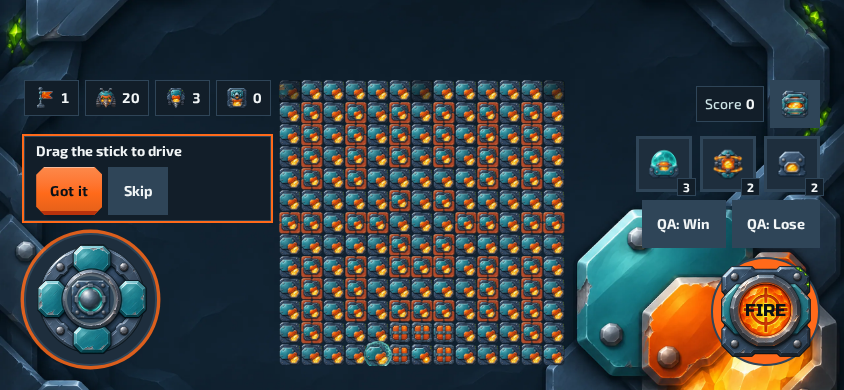 1
20
3
0
Score 0
Drag the stick to drive
Got it
Skip
3
2
2
QA: Win
QA: Lose
FIRE